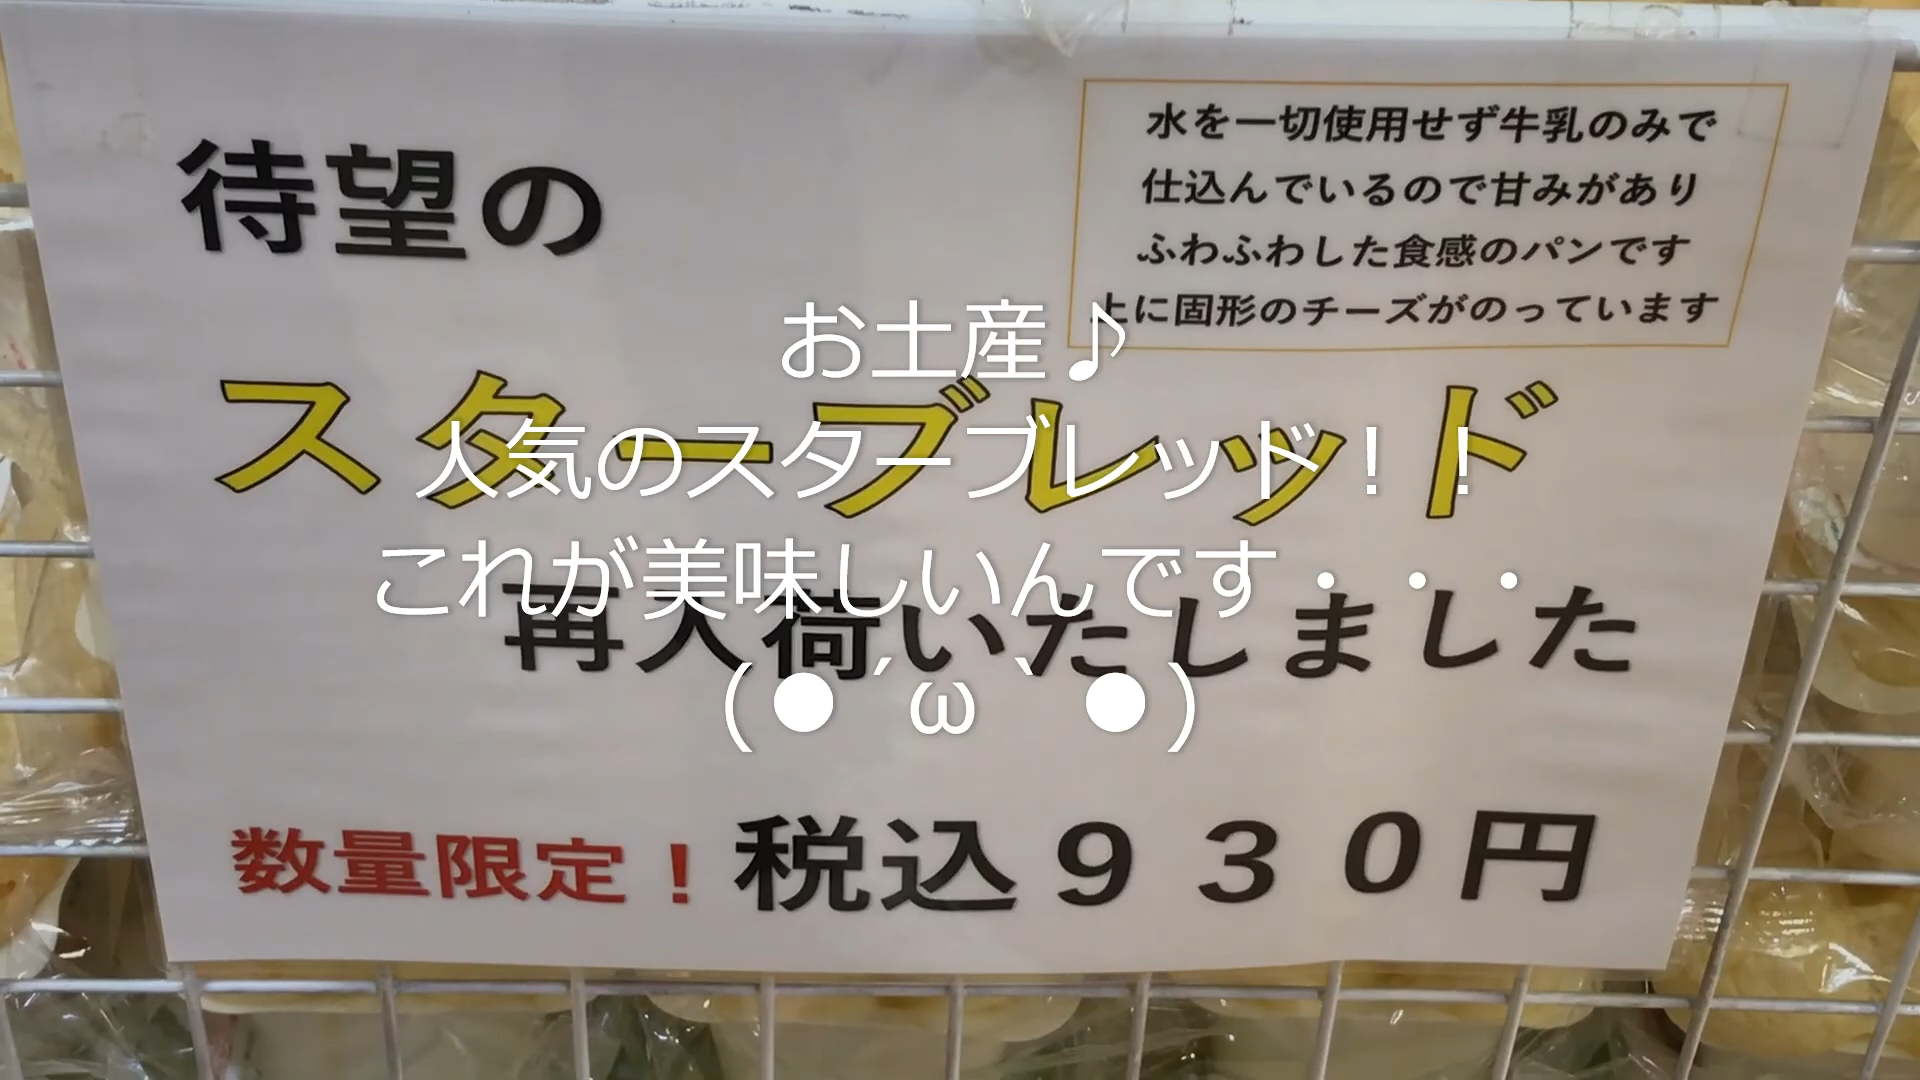 待望の
水を一切使用せず牛乳のみで
仕込んでいるので甘みがあり
ふわふわした食感のパンです
上に固形のチーズがのっています
スターブレッド
再入荷いたしました
数量限定！税込９３０円
お土産♪
人気のスターブレッド！！
これが美味しいんです・・・
(●´ω｀●)